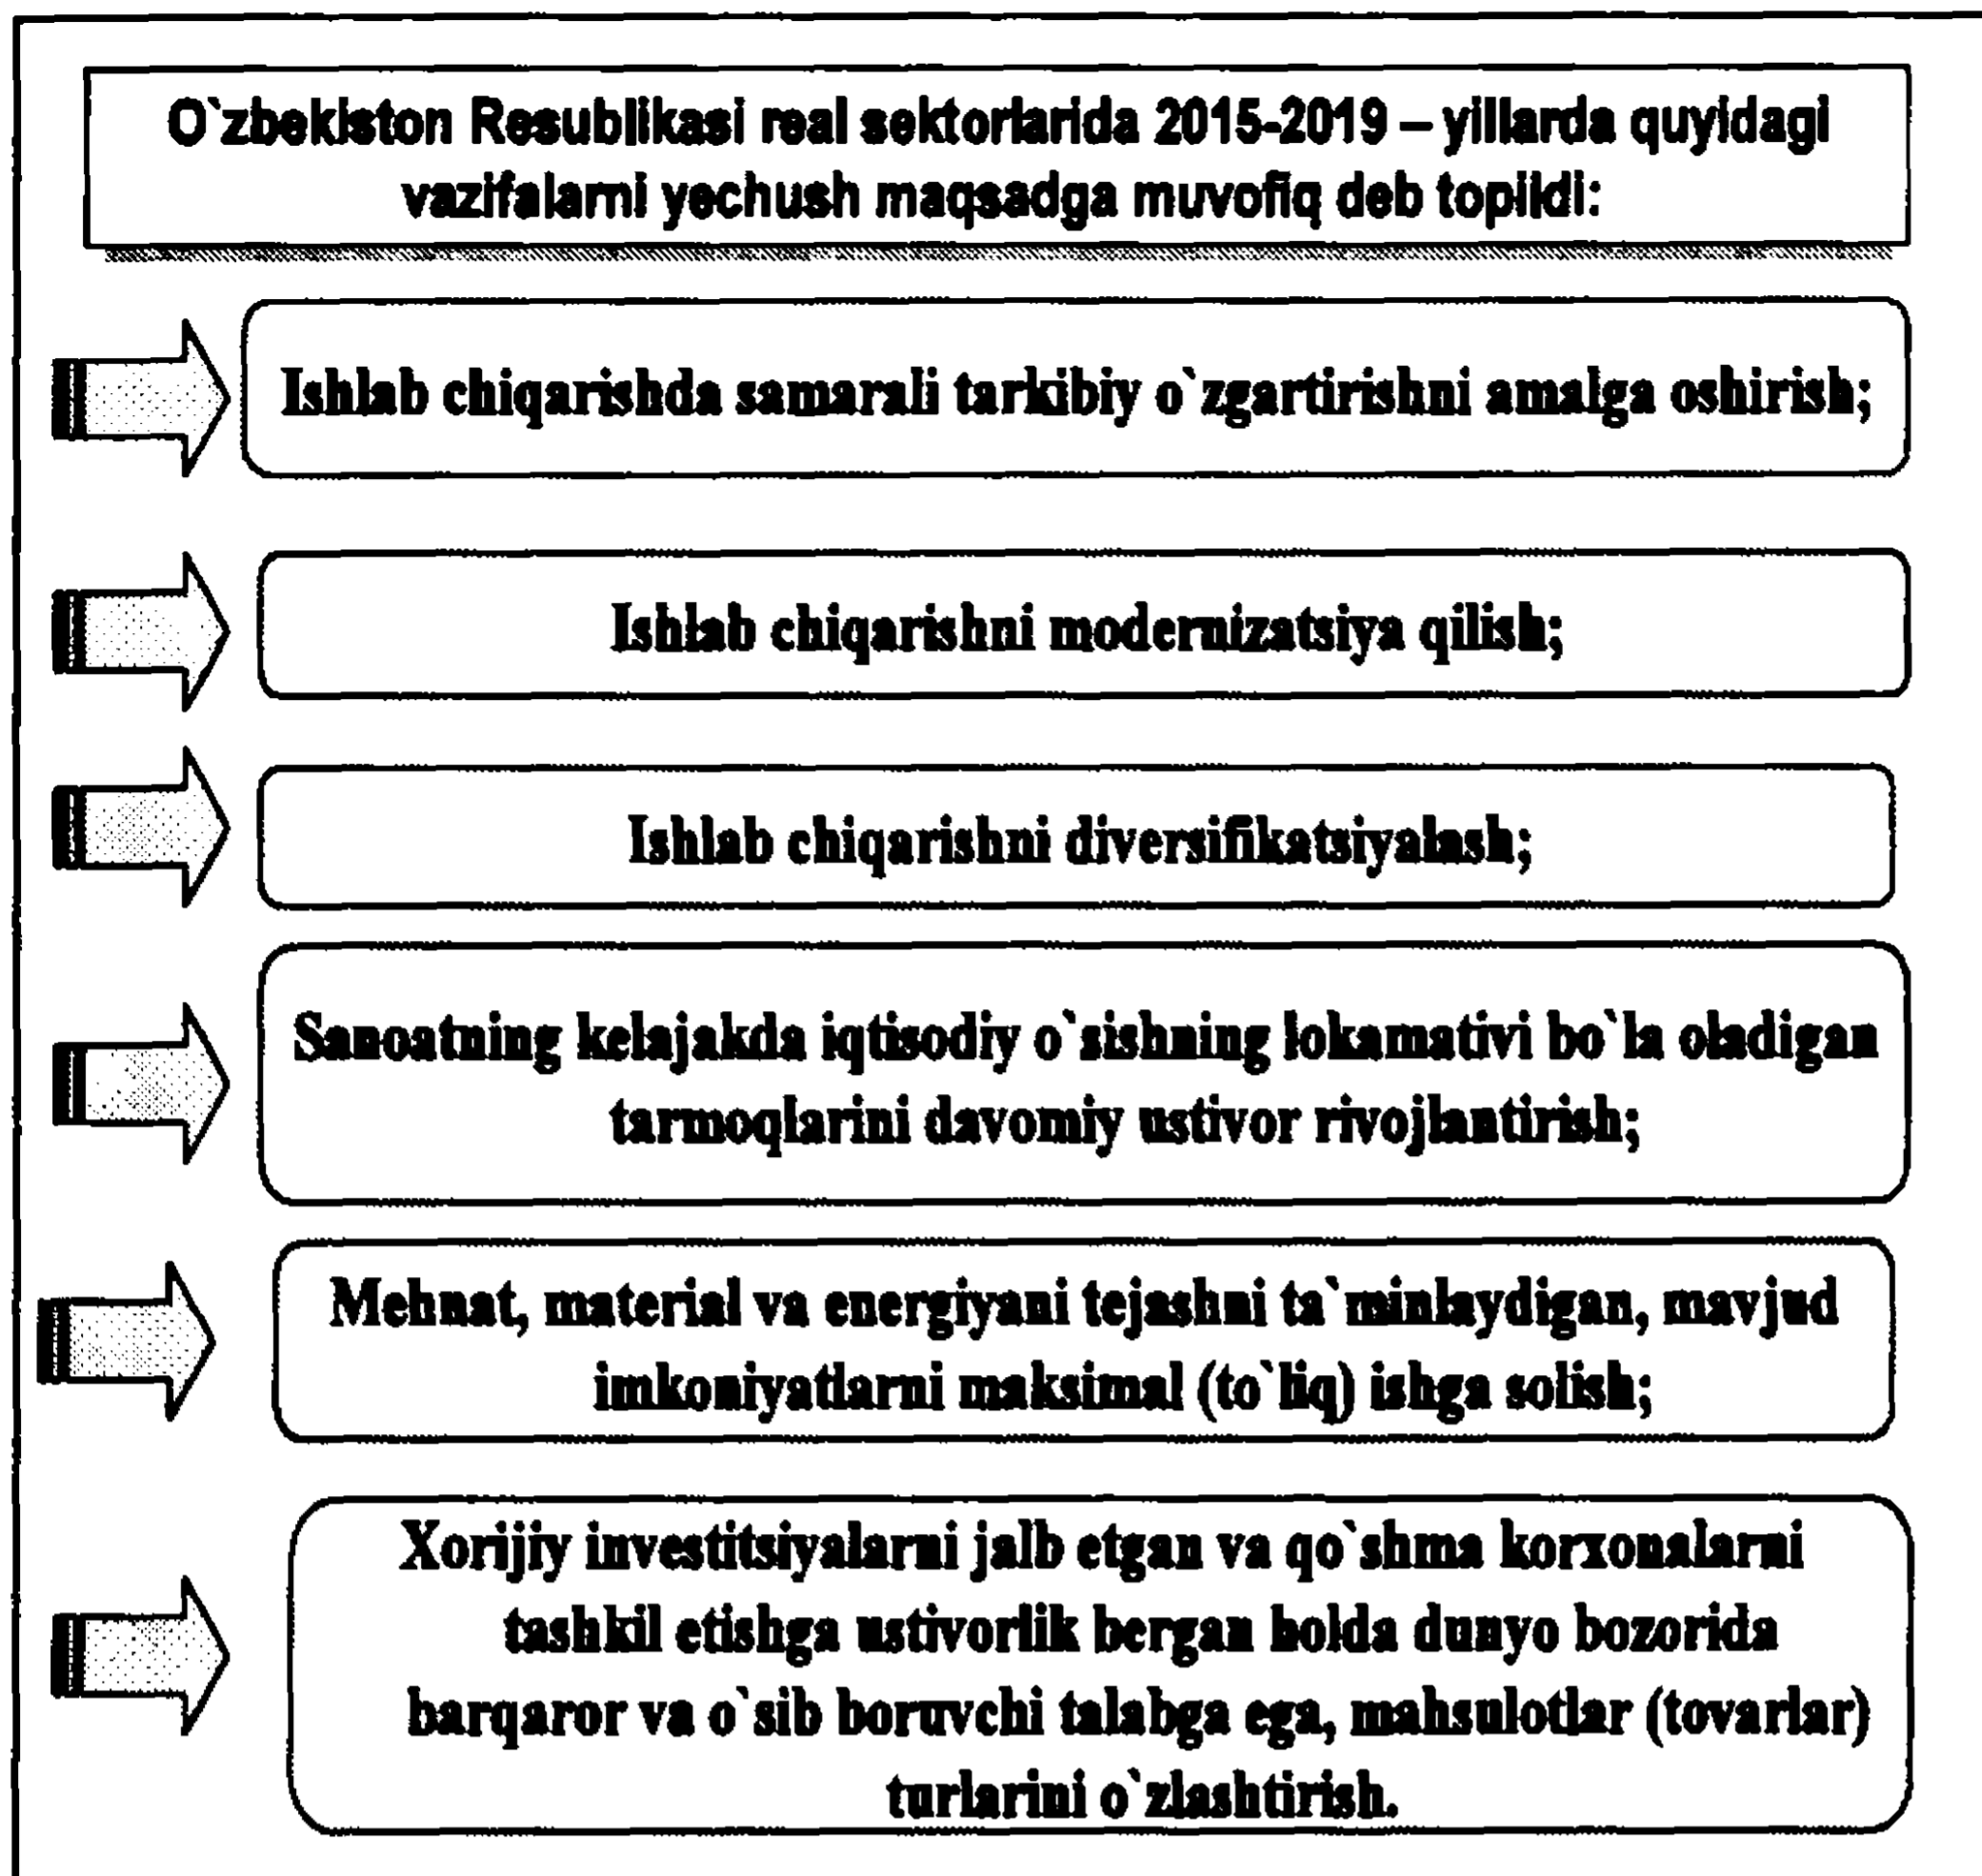 O`zbekiston Resublikasi real sektorlarida 2015-2019 – yillarda quyidagi
vazifalarni yechush maqsadga muvofiq deb topildi:
Ishlab chiqarishda samarali tarkibiy o`zgartirishni amalga oshirish;
Ishlab chiqarishni modernizatsiya qilish;
Ishlab chiqarishni diversifikatsiyalash;
Sanoatning kelajakda iqtisodiy o`sishning lokamativi bo`la oladigan
tarmoqlarini davomiy ustivor rivojlantirish;
Mehnat, material va energiyani tejashni ta`minlaydigan, mavjud
imkoniyatlarni maksimal (to`liq) ishga solish;
Xorijiy investitsiyalarni jalb etgan va qo`shma korxonalarni
tashkil etishga ustivorlik bergan holda dunyo bozorida
barqaror va o`sib boruvchi talabga ega, mahsulotlar (tovarlar)
turlarini o`zlashtirish.